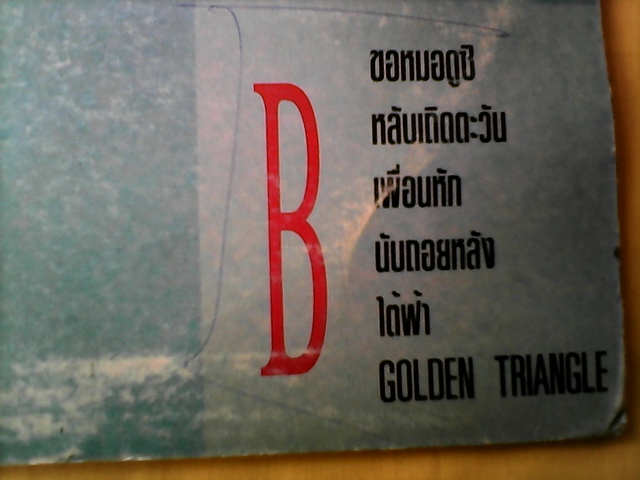 B
ขอหมอดูซิ
หลับเถิดตะวัน
เพื่อนหัก
นับถอยหลัง
ใต้ฟ้า
GOLDEN TRIANGLE